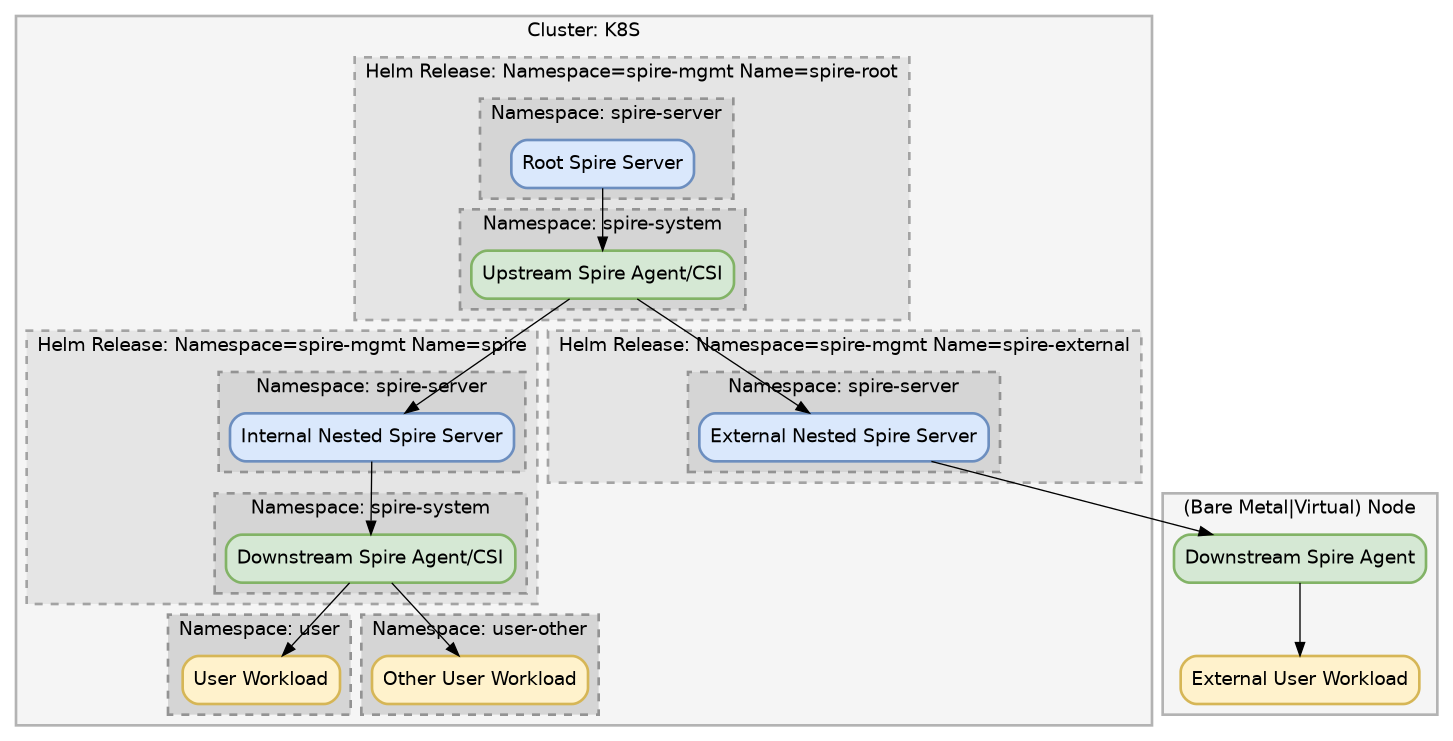 Cluster: K8S
Helm Release: Namespace=spire-mgmt Name=spire-root
Namespace: spire-server
Root Spire Server
Namespace: spire-system
Upstream Spire Agent/CSI
Helm Release: Namespace=spire-mgmt Name=spire
Namespace: spire-server
Internal Nested Spire Server
Namespace: spire-system
Downstream Spire Agent/CSI
Helm Release: Namespace=spire-mgmt Name=spire-external
Namespace: spire-server
External Nested Spire Server
Namespace: user
User Workload
Namespace: user-other
Other User Workload
(Bare Metal|Virtual) Node
Downstream Spire Agent
External User Workload